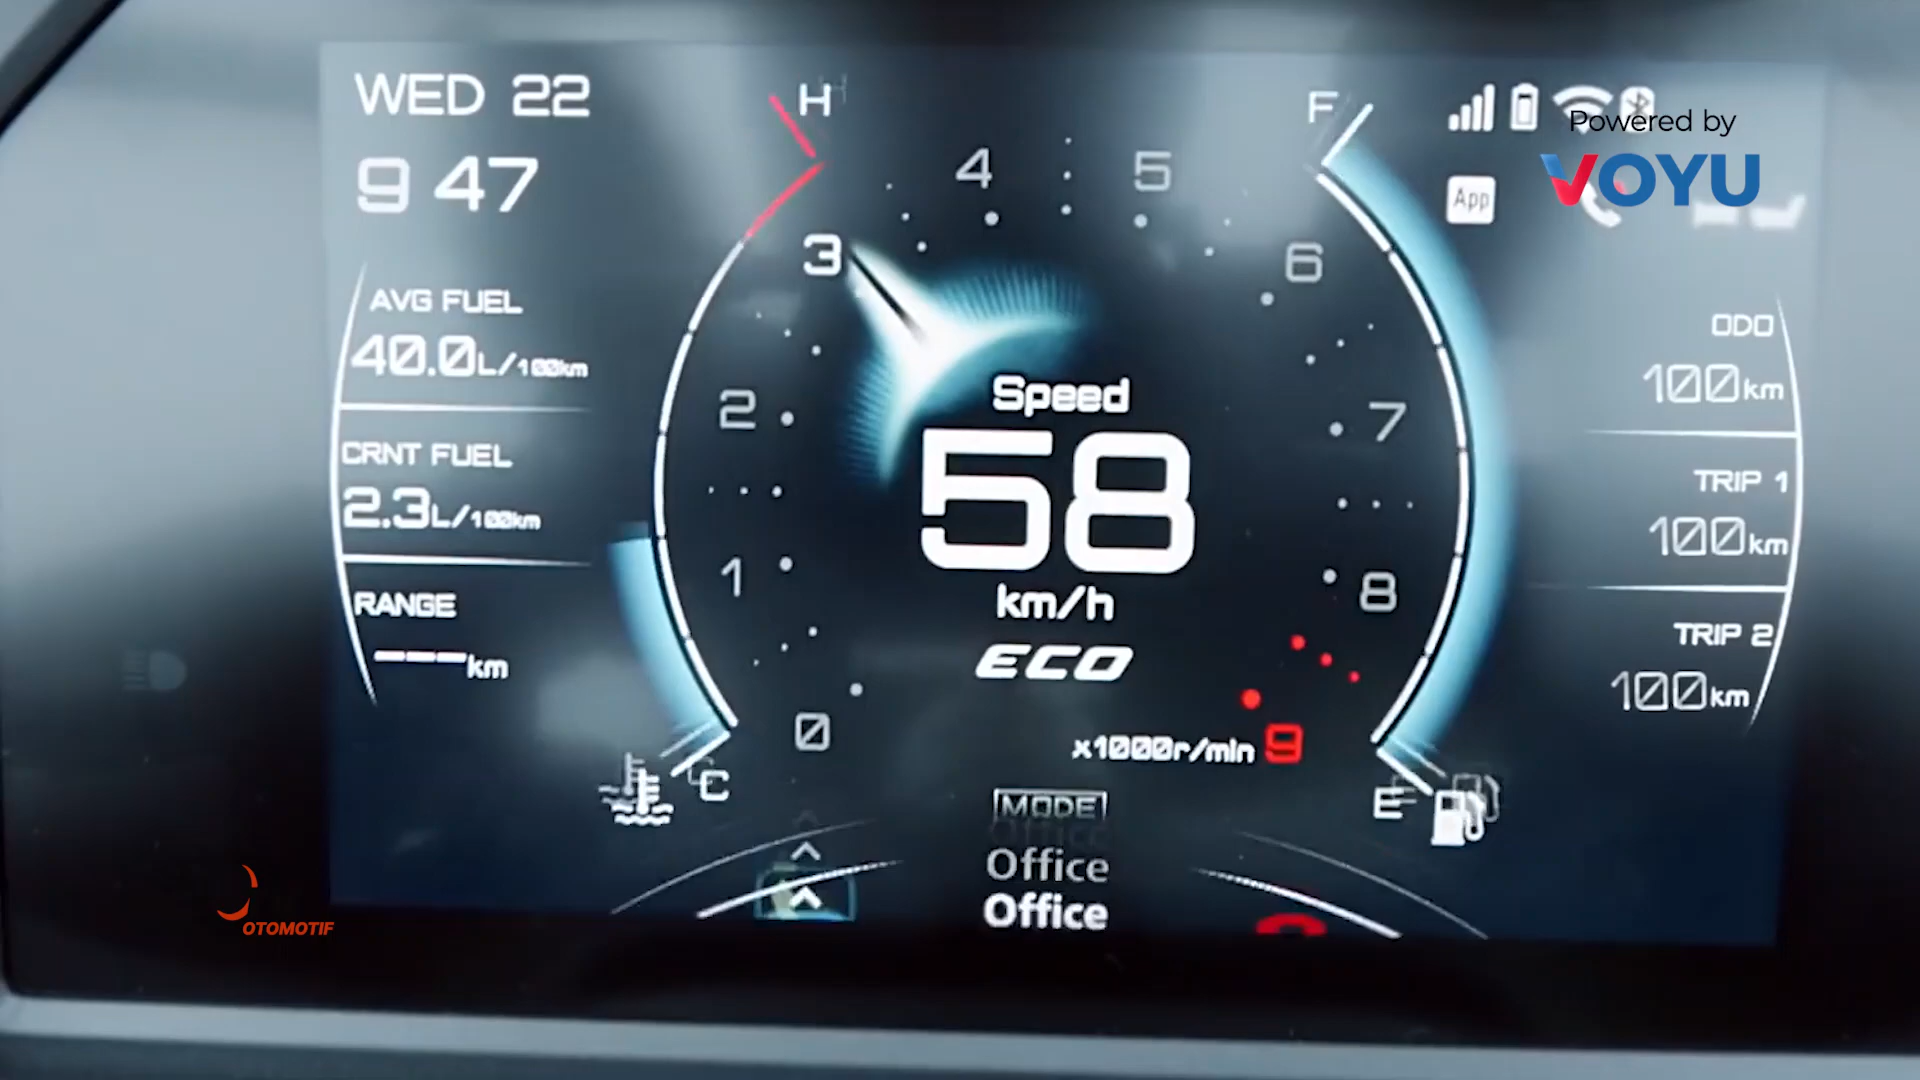 WED 22
9 47
H
F
Powered by
VOYU
App
AVG FUEL
40.0L/100km
CRNT FUEL
2.3L/100km
RANGE
---km
0
1
2
3
4
5
6
7
8
9
Speed
58
km/h
ECO
x1000r/min
ODO
100km
TRIP 1
100km
TRIP 2
100km
C
E
MODE
Office
Office
OTOMOTIF